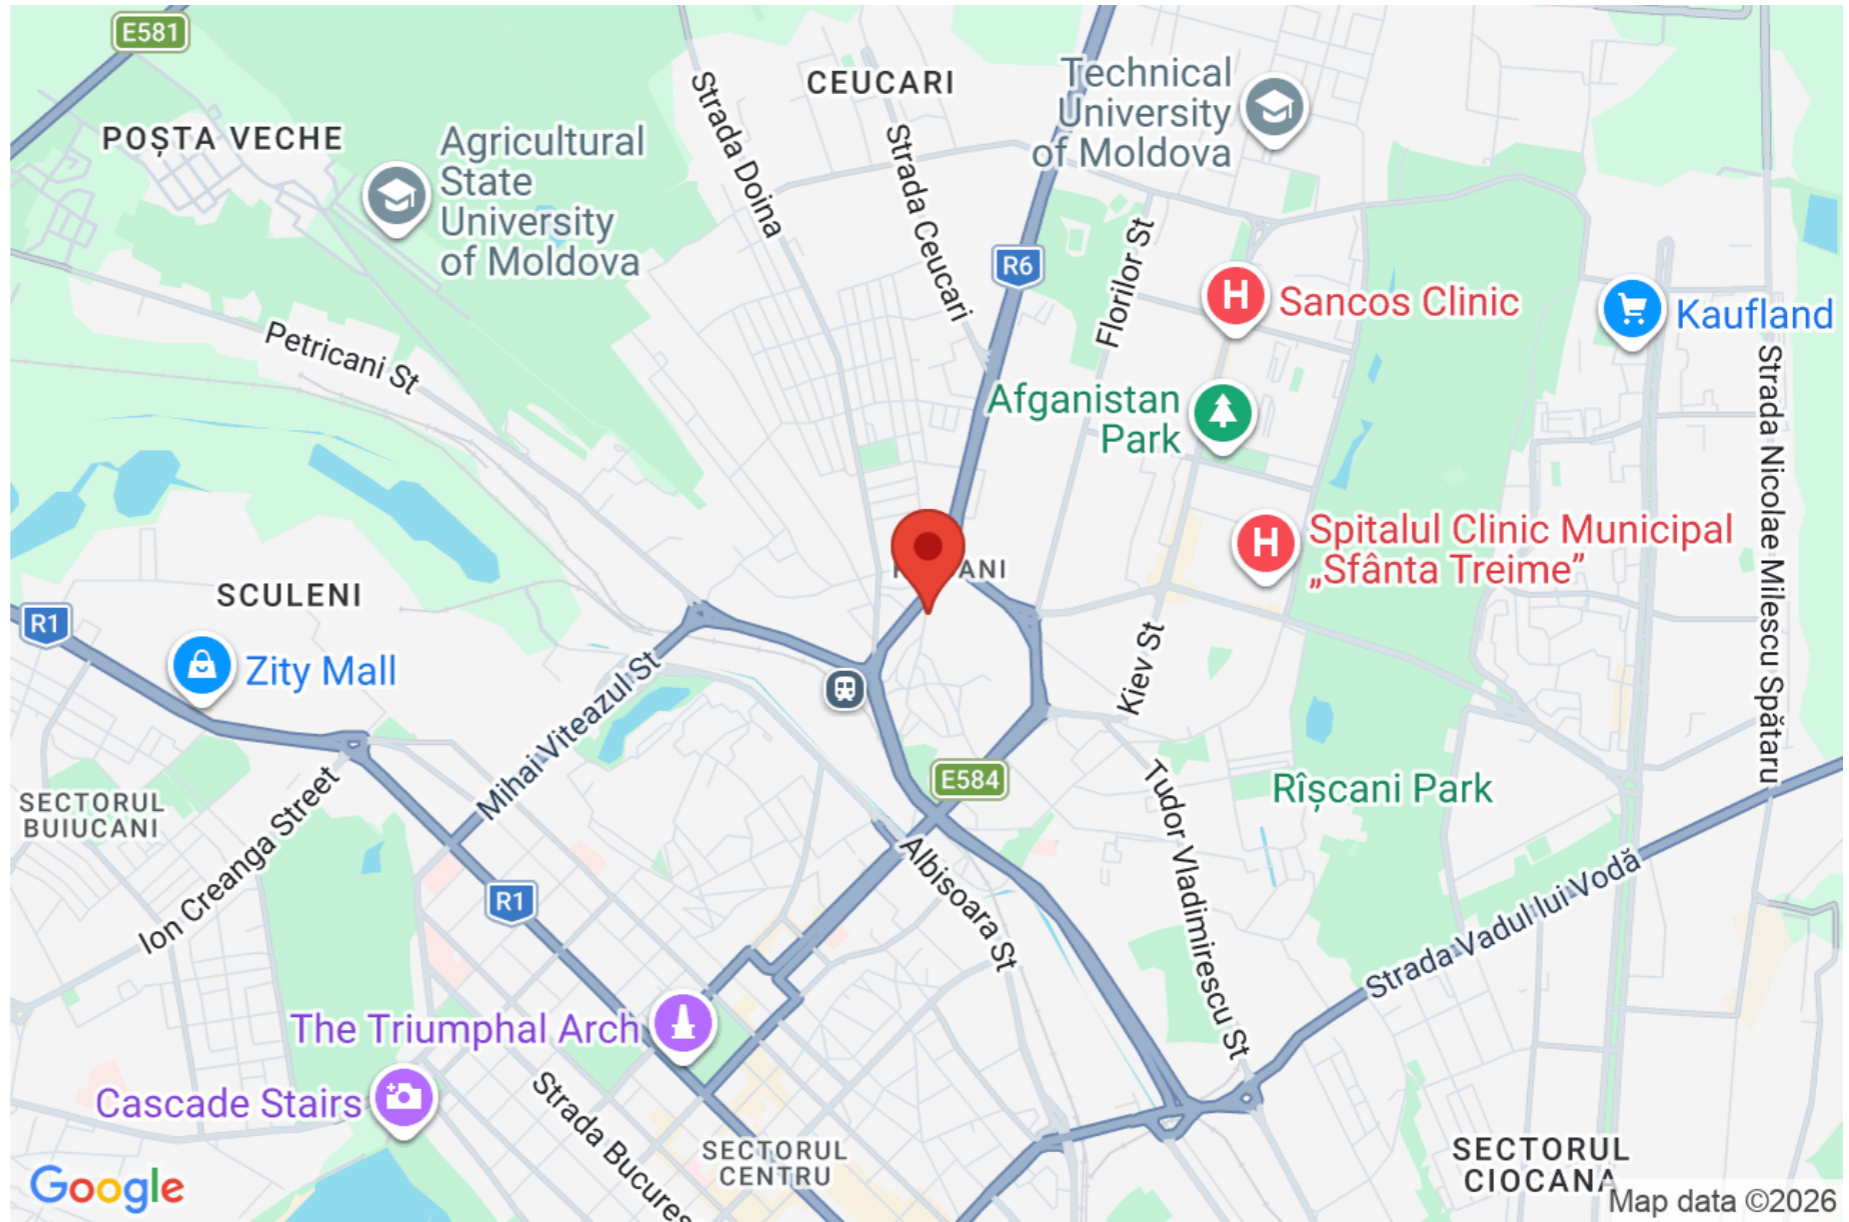 E581
CEUCARI
Technical
University
of Moldova
POȘTA VECHE
Agricultural
State
University
of Moldova
Strada Doina
Strada Ceucari
R6
Florilor St
Sancos Clinic
Kaufland
Petricani St
Afganistan
Park
Strada Nicolae Milescu Spătaru
Spitalul Clinic Municipal
„Sfânta Treime”
ANI
SCULENI
R1
Zity Mall
Mihai Viteazul St
Kiev St
E584
Rîșcani Park
SECTORUL
BUIUCANI
Ion Creanga Street
Tudor Vladimirescu St
Albisoara St
R1
Strada Vadul lui Vodă
The Triumphal Arch
Cascade Stairs
Strada Bucures
SECTORUL
CENTRU
SECTORUL
CIOCANA
Google
Map data ©2026